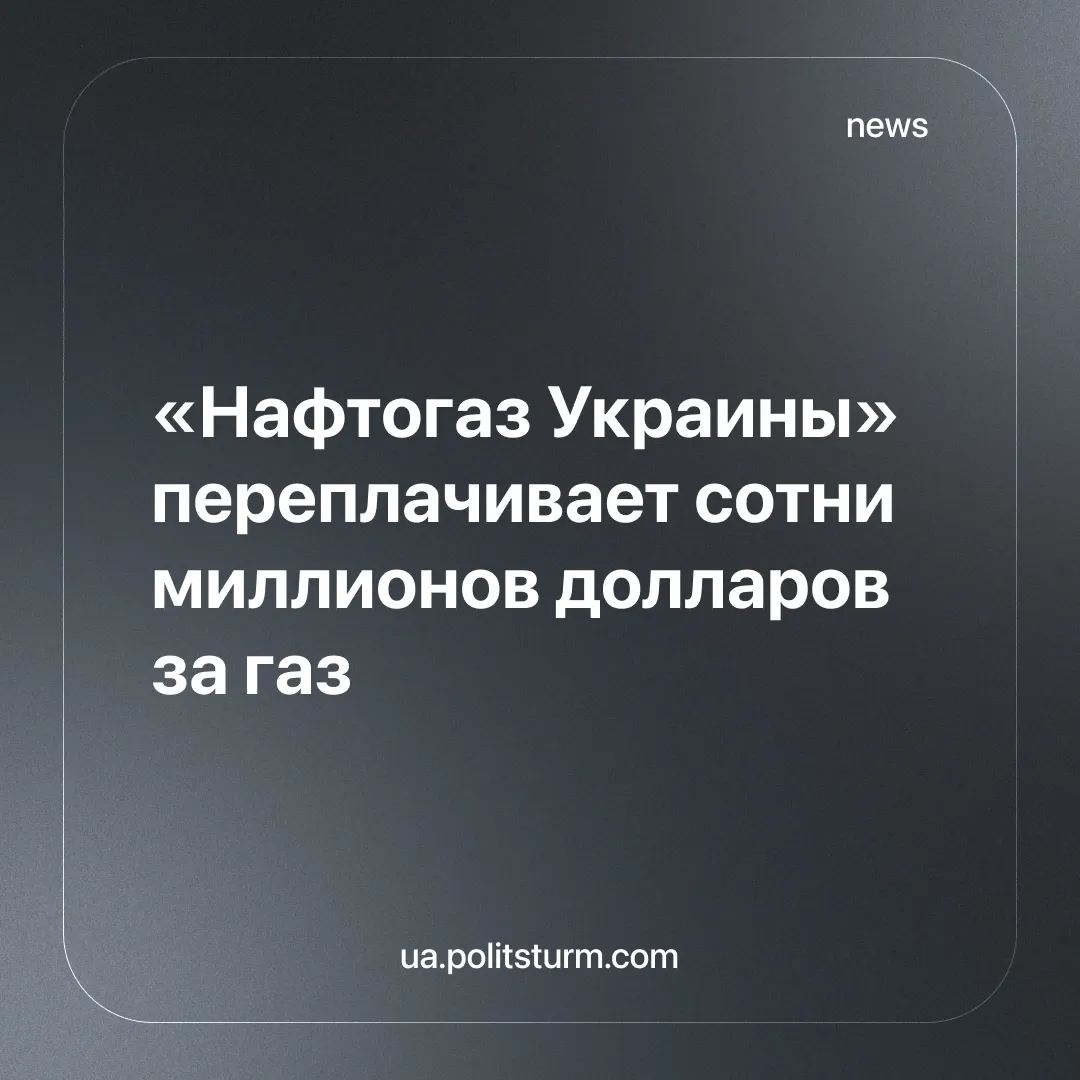 news
«Нафтогаз Украины»
переплачивает сотни
миллионов долларов
за газ
ua.politsturm.com